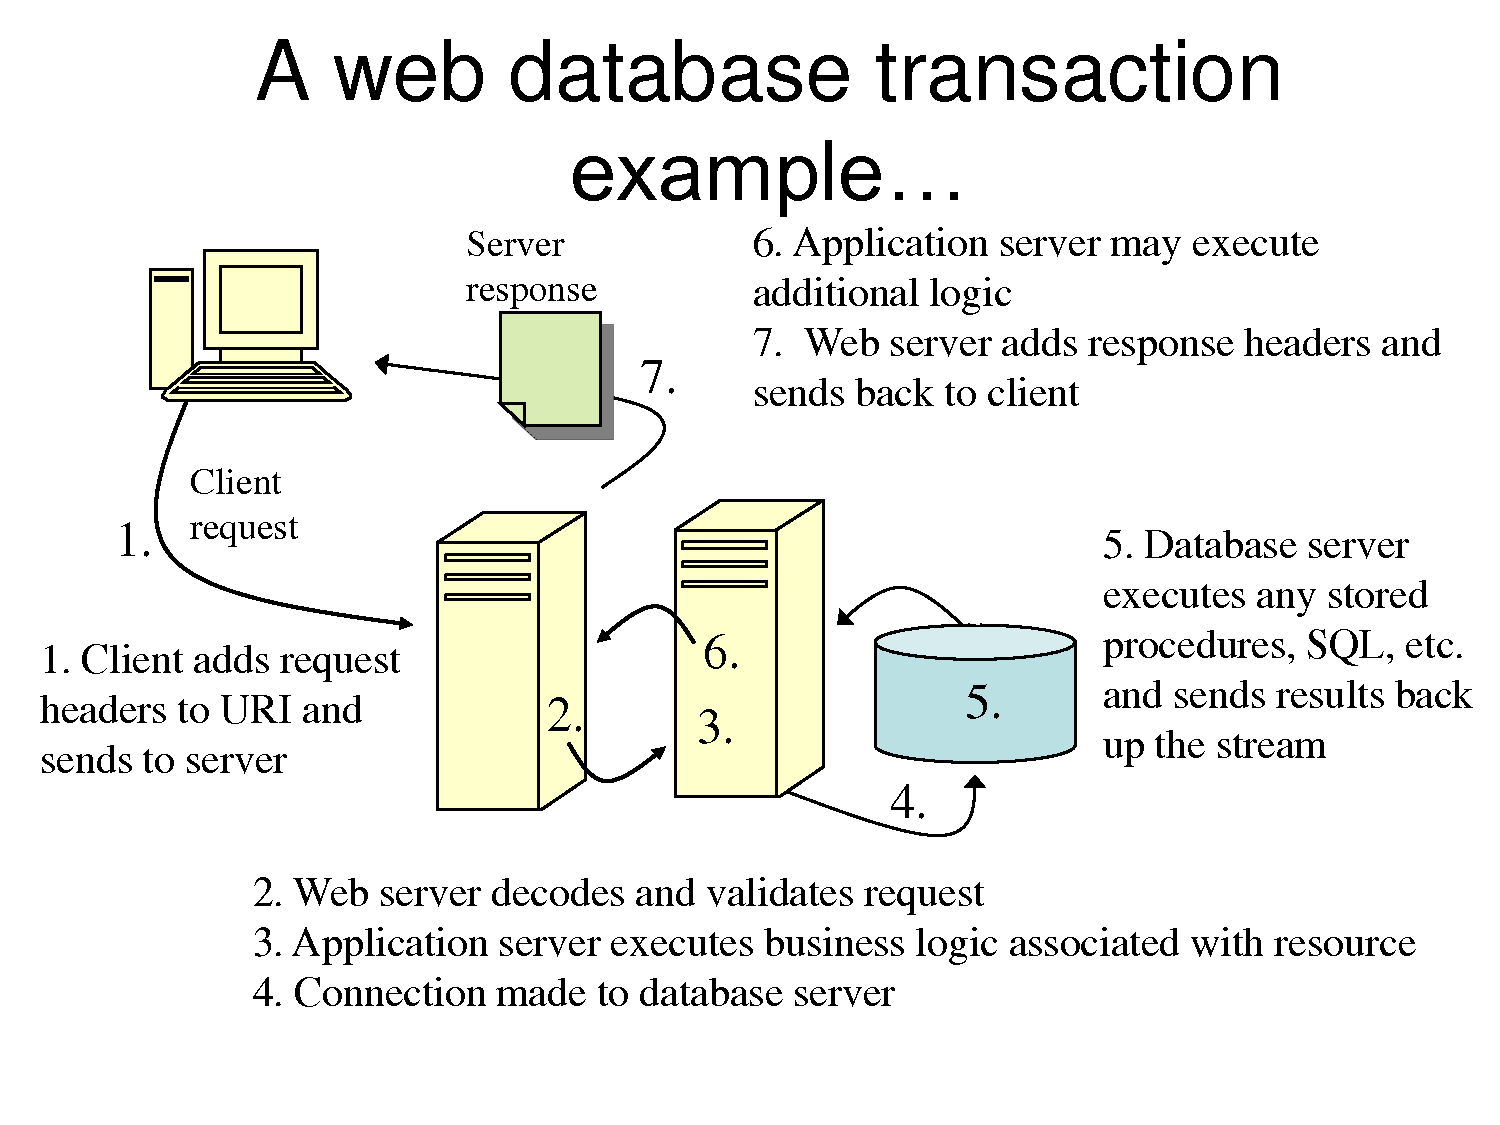 A web database transaction
example…
Server
response
6. Application server may execute
additional logic
7. Web server adds response headers and
sends back to client
7.
Client
request
1.
1. Client adds request
headers to URI and
sends to server
6.
2.
3.
5.
4.
5. Database server
executes any stored
procedures, SQL, etc.
and sends results back
up the stream
2. Web server decodes and validates request
3. Application server executes business logic associated with resource
4. Connection made to database server